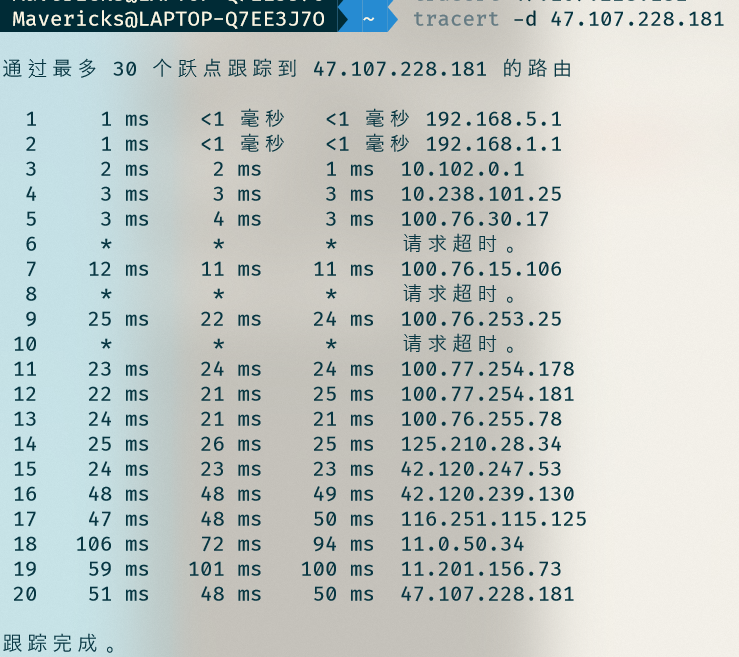 Mavericks@LAPTOP-Q7EE3J7O ~ tracert -d 47.107.228.181
通过最多 30 个跃点跟踪到 47.107.228.181 的路由
1 1 ms <1 毫秒 <1 毫秒 192.168.5.1
2 1 ms <1 毫秒 <1 毫秒 192.168.1.1
3 2 ms 2 ms 1 ms 10.102.0.1
4 3 ms 3 ms 3 ms 10.238.101.25
5 3 ms 4 ms 3 ms 100.76.30.17
6 * * * 请求超时。
7 12 ms 11 ms 11 ms 100.76.15.106
8 * * * 请求超时。
9 25 ms 22 ms 24 ms 100.76.253.25
10 * * * 请求超时。
11 23 ms 24 ms 24 ms 100.77.254.178
12 22 ms 21 ms 25 ms 100.77.254.181
13 24 ms 21 ms 21 ms 100.76.255.78
14 25 ms 26 ms 25 ms 125.210.28.34
15 24 ms 23 ms 23 ms 42.120.247.53
16 48 ms 48 ms 49 ms 42.120.239.130
17 47 ms 48 ms 50 ms 116.251.115.125
18 106 ms 72 ms 94 ms 11.0.50.34
19 59 ms 101 ms 100 ms 11.201.156.73
20 51 ms 48 ms 50 ms 47.107.228.181
跟踪完成。